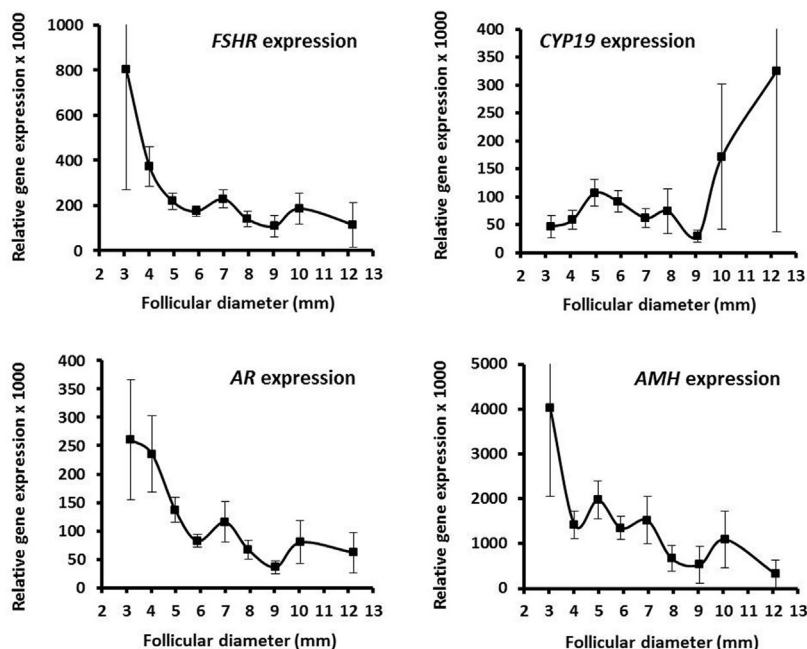 FSHR expression
Relative gene expression x 1000
1000
800
600
400
200
0
2 3 4 5 6 7 8 9 10 11 12 13
Follicular diameter (mm)
CYP19 expression
Relative gene expression x 1000
400
350
300
250
200
150
100
50
0
2 3 4 5 6 7 8 9 10 11 12 13
Follicular diameter (mm)
AR expression
Relative gene expression x 1000
400
350
300
250
200
150
100
50
0
2 3 4 5 6 7 8 9 10 11 12 13
Follicular diameter (mm)
AMH expression
Relative gene expression x 1000
5000
4000
2000
1000
0
2 3 4 5 6 7 8 9 10 11 12 13
Follicular diameter (mm)